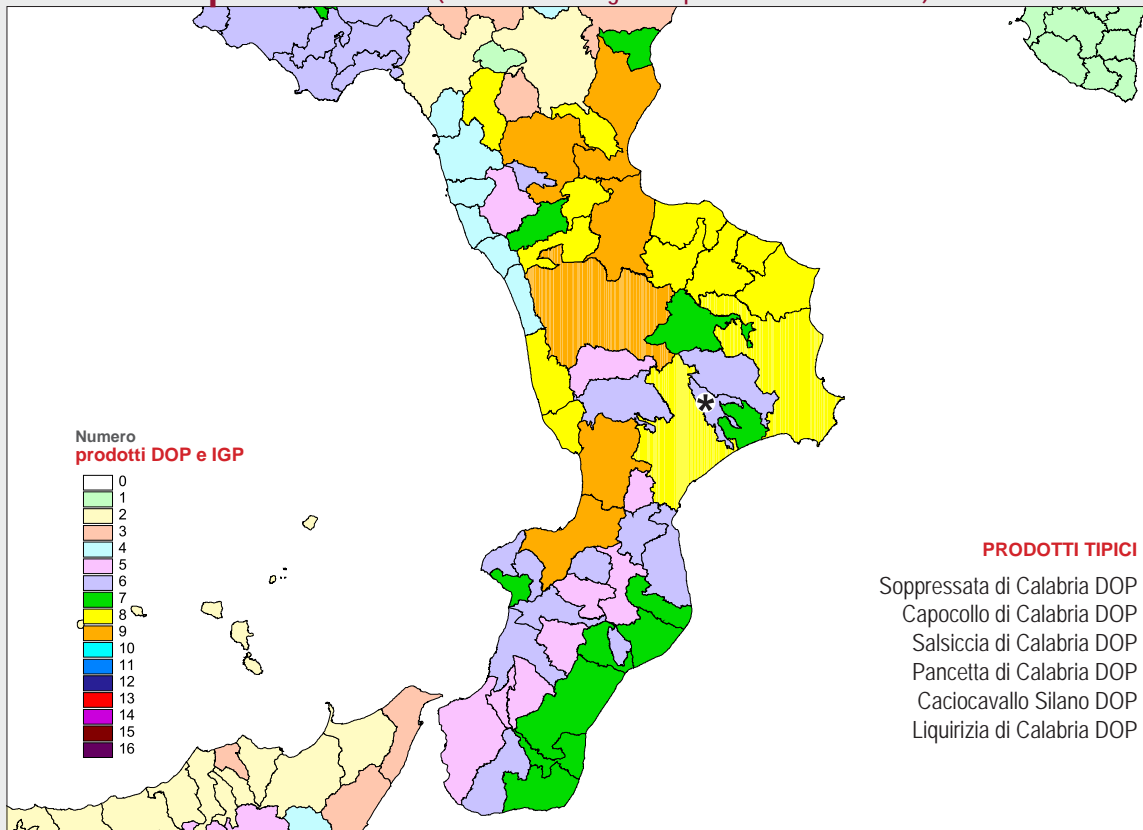 Numero
prodotti DOP e IGP
0
1
2
3
4
5
6
7
8
9
10
11
12
13
14
15
16
*
PRODOTTI TIPICI
Soppressata di Calabria DOP
Capocollo di Calabria DOP
Salsiccia di Calabria DOP
Pancetta di Calabria DOP
Caciocavallo Silano DOP
Liquirizia di Calabria DOP